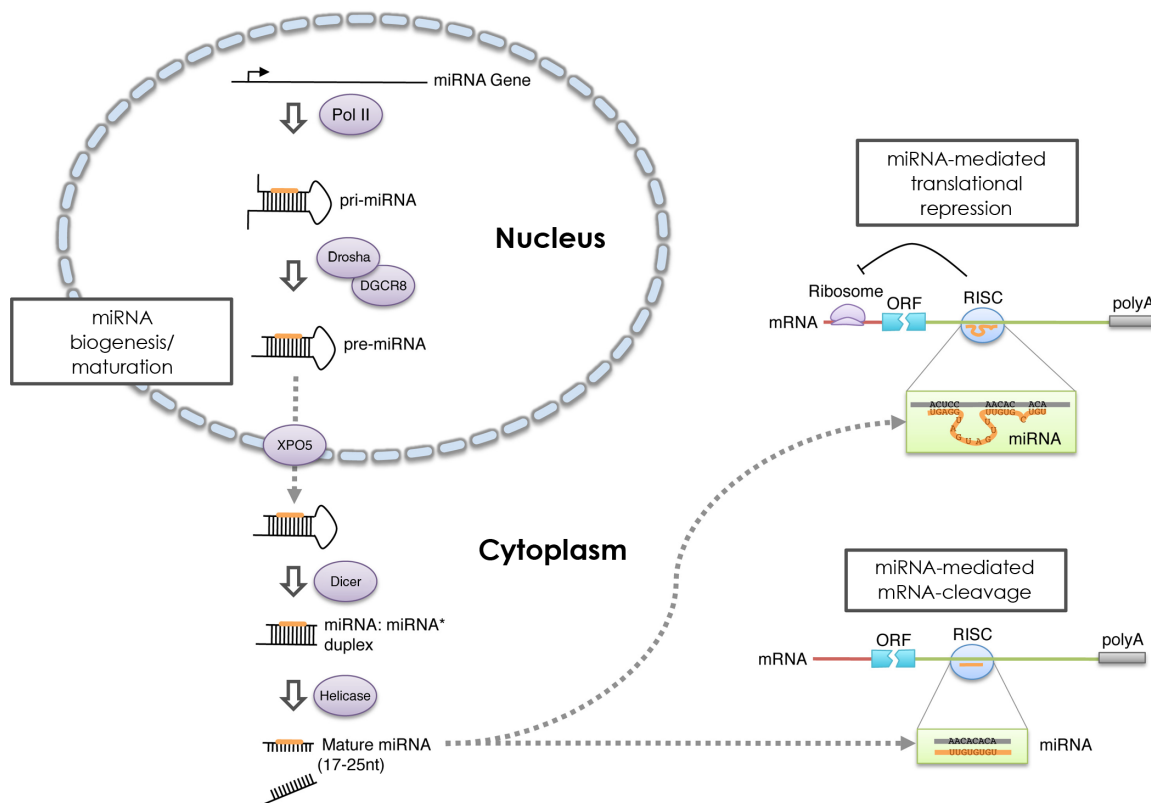 miRNA Gene
Pol II
pri-miRNA
Nucleus
Drosha
DGCR8
miRNA
biogenesis/
maturation
pre-miRNA
XPO5
Cytoplasm
Dicer
miRNA: miRNA*
duplex
Helicase
Mature miRNA
(17-25nt)
miRNA-mediated
translational
repression
Ribosome
ORF
RISC
polyA
mRNA
ACUCC AACAC ACA
UGAGG UUGUG C UGU
U A G U A G U U
miRNA
miRNA-mediated
mRNA-cleavage
ORF
RISC
polyA
mRNA
AACACACA
UUGUGUGU
miRNA